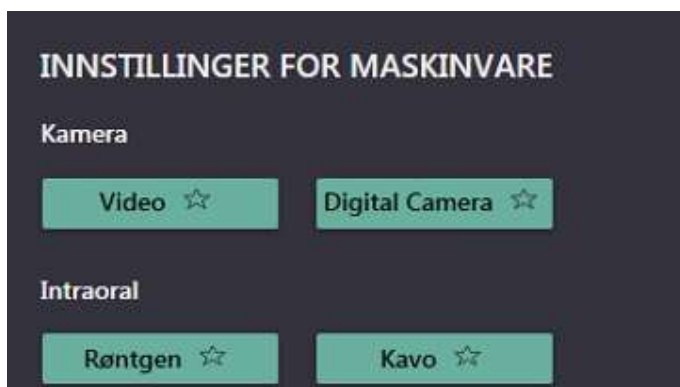 INNSTILLINGER FOR MASKINVARE
Kamera
Video ☆ Digital Camera ☆
Intraoral
Røntgen ☆ Kavo ☆